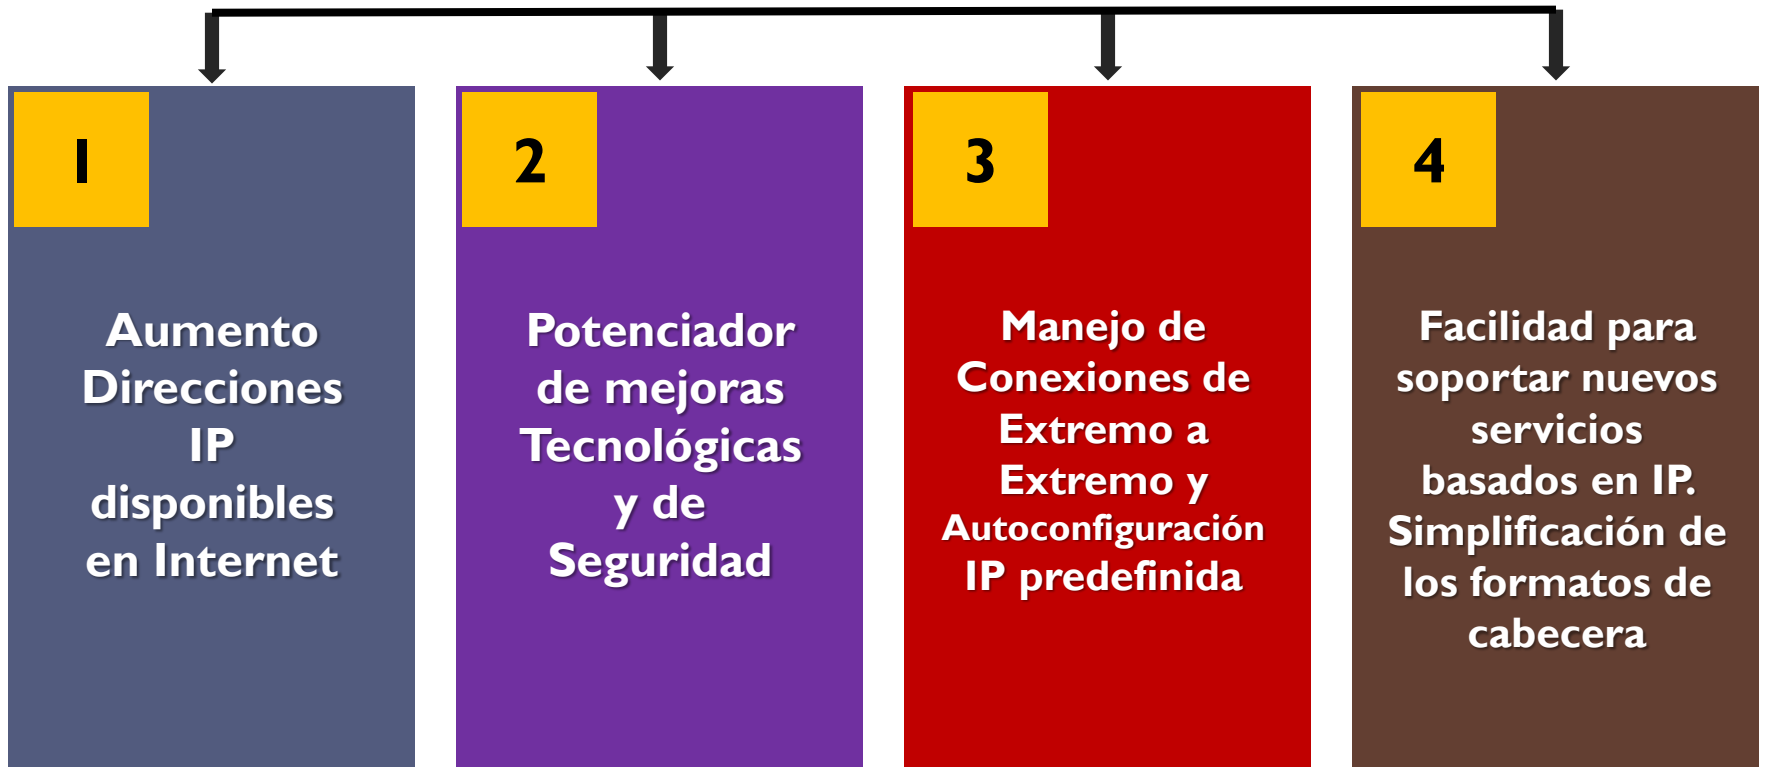 1
Aumento
Direcciones
IP
disponibles
en Internet
2
Potenciador
de mejoras
Tecnológicas
y de
Seguridad
3
Manejo de
Conexiones de
Extremo a
Extremo y
Autoconfiguración
IP predefinida
4
Facilidad para
soportar nuevos
servicios
basados en IP.
Simplificación de
los formatos de
cabecera